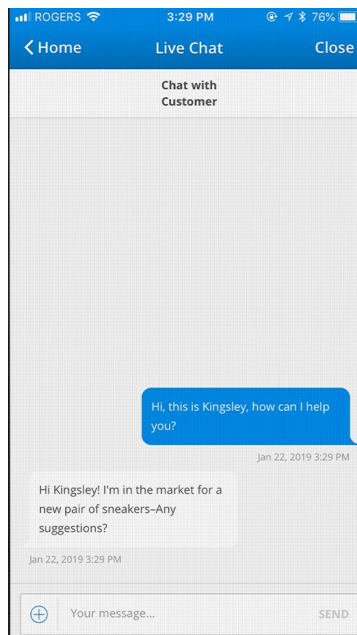 ROGERS 3:29 PM 76%
Home Live Chat Close
Chat with
Customer
Hi, this is Kingsley, how can I help
you?
Jan 22, 2019 3:29 PM
Hi Kingsley! I'm in the market for a
new pair of sneakers–Any
suggestions?
Jan 22, 2019 3:29 PM
Your message... SEND